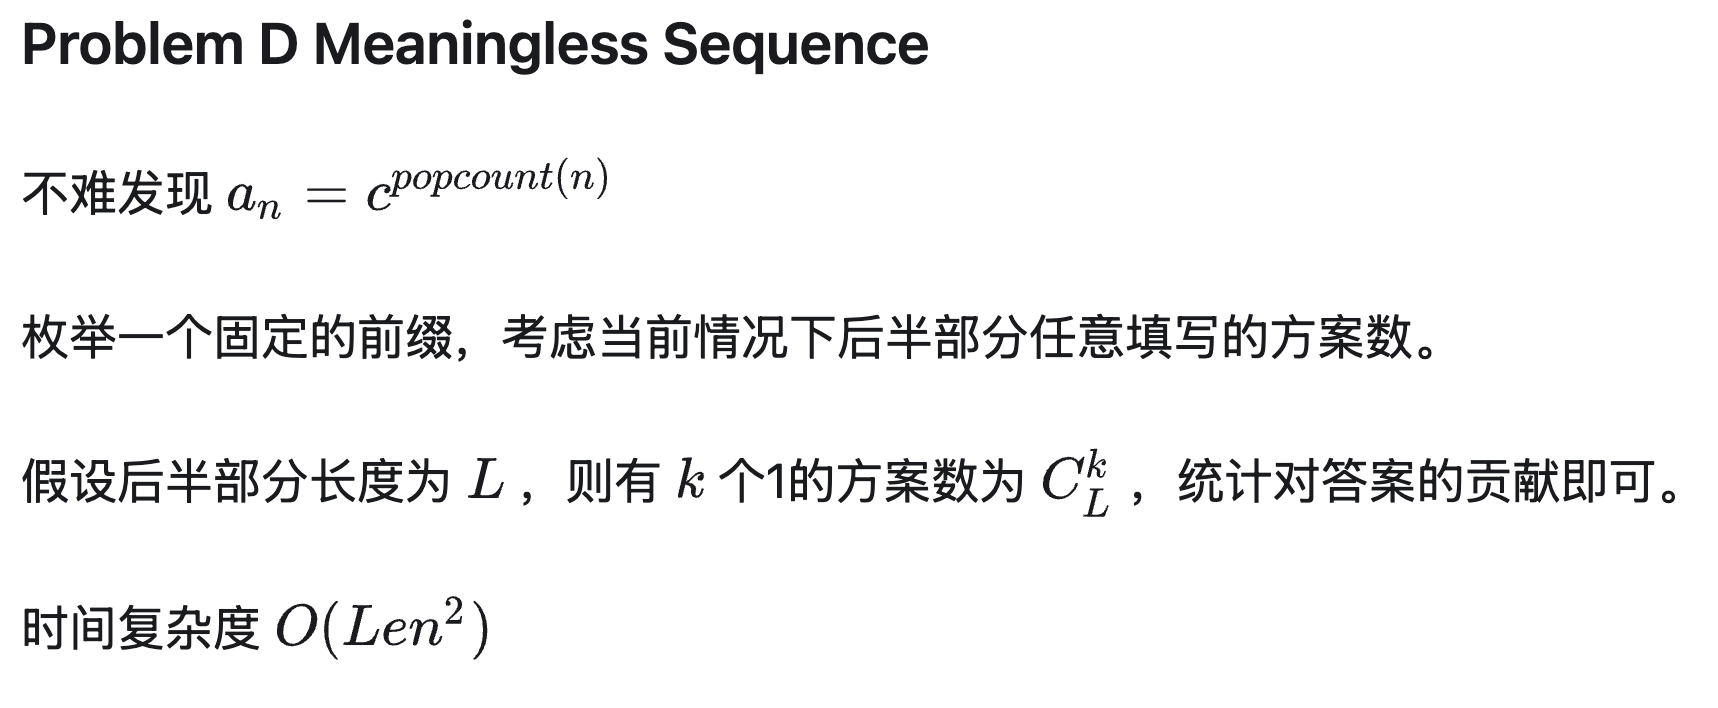 Problem D Meaningless Sequence
不难发现 $a_n = c^{popcount(n)}$
枚举一个固定的前缀，考虑当前情况下后半部分任意填写的方案数。
假设后半部分长度为 $L$ ，则有 $k$ 个1的方案数为 $C_L^k$ ，统计对答案的贡献即可。
时间复杂度 $O(Len^2)$